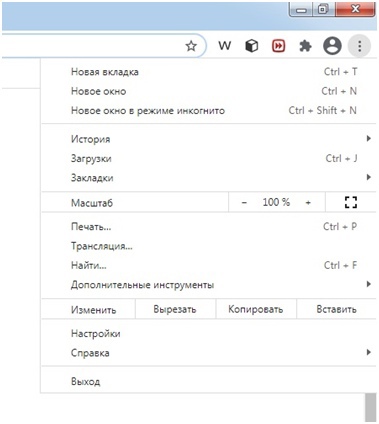 W
Новая вкладка Ctrl + T
Новое окно Ctrl + N
Новое окно в режиме инкогнито Ctrl + Shift + N
История
Загрузки Ctrl + J
Закладки
Масштаб - 100 % +
Печать... Ctrl + P
Трансляция...
Найти... Ctrl + F
Дополнительные инструменты
Изменить Вырезать Копировать Вставить
Настройки
Справка
Выход